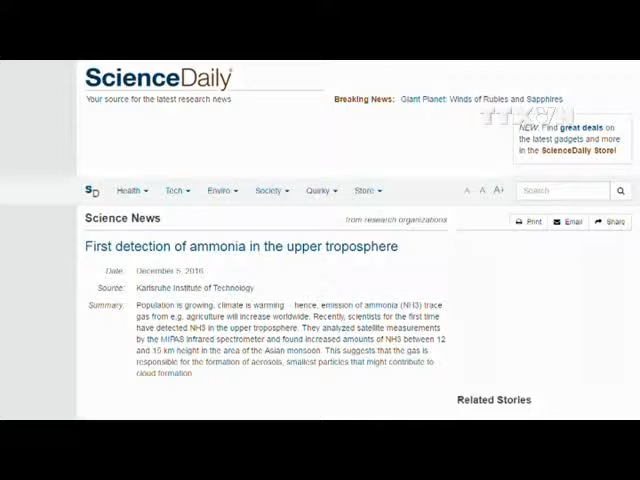 ScienceDaily
Your source for the latest research news
Breaking News: Giant Planet: Winds of Rubies and Sapphires
NEW: Find great deals on
the latest gadgets and more
in the ScienceDaily Store!
SD Health Tech Enviro Society Quirky Store A A A+ Search
Science News
from research organizations
Print Email Share
First detection of ammonia in the upper troposphere
Date: December 5, 2016
Source: Karlsruhe Institute of Technology
Summary: Population is growing, climate is warming -- hence, emission of ammonia (NH3) trace
gas from e.g. agriculture will increase worldwide. Recently, scientists for the first time
have detected NH3 in the upper troposphere. They analyzed satellite measurements
by the MIPAS infrared spectrometer and found increased amounts of NH3 between 12
and 15 km height in the area of the Asian monsoon. This suggests that the gas is
responsible for the formation of aerosols, smallest particles that might contribute to
cloud formation
Related Stories